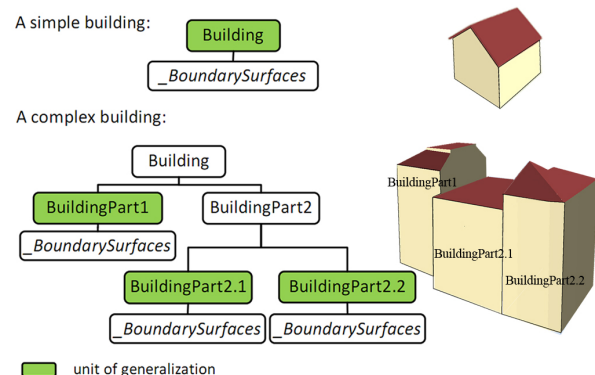 A simple building:
Building
_BoundarySurfaces
A complex building:
Building
BuildingPart1
BuildingPart2
_BoundarySurfaces
BuildingPart2.1
BuildingPart2.2
_BoundarySurfaces
_BoundarySurfaces
unit of generalization
BuildingPart1
BuildingPart2.1
BuildingPart2.2